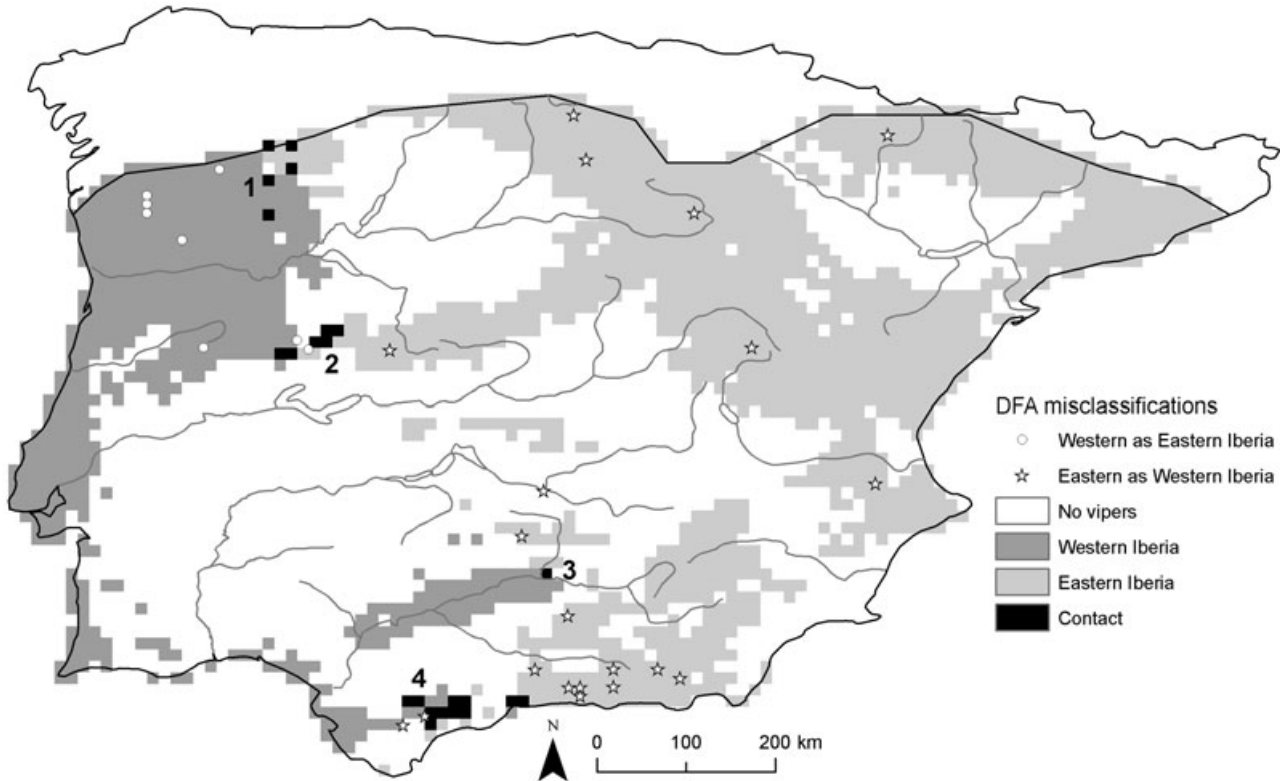 1
2
3
4
DFA misclassifications
Western as Eastern Iberia
Eastern as Western Iberia
No vipers
Western Iberia
Eastern Iberia
Contact
N
0 100 200 km